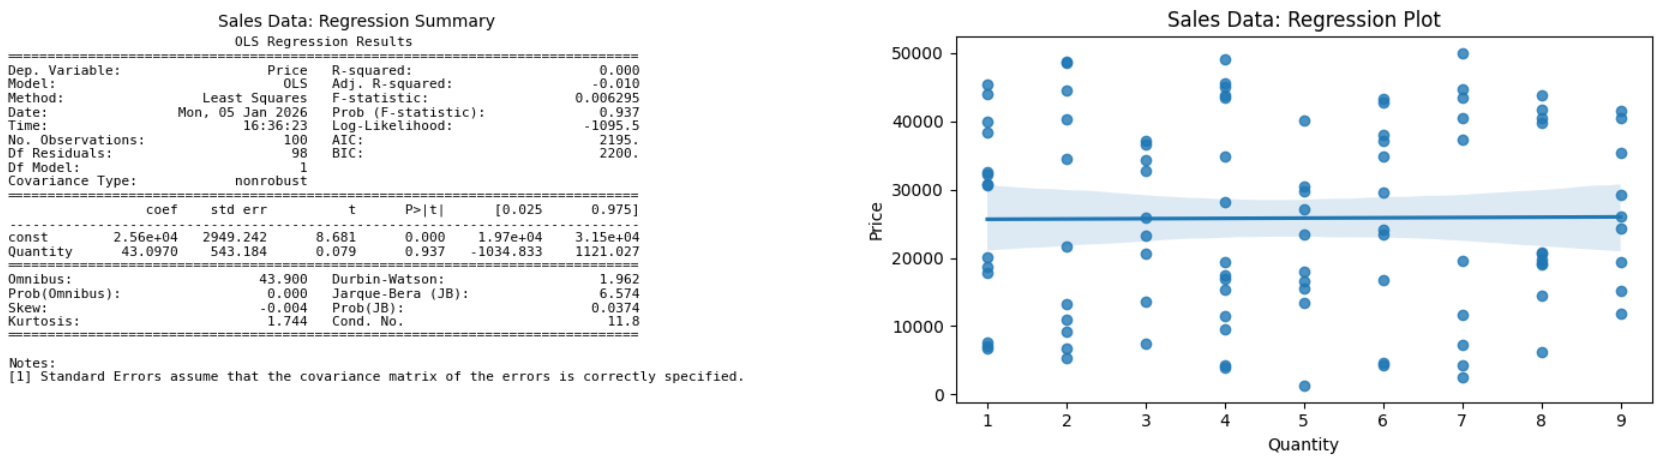 Sales Data: Regression Summary
OLS Regression Results
==============================================================================
Dep. Variable:                  Price   R-squared:                       0.000
Model:                            OLS   Adj. R-squared:                 -0.010
Method:                 Least Squares   F-statistic:                  0.006295
Date:                Mon, 05 Jan 2026   Prob (F-statistic):              0.937
Time:                        16:36:23   Log-Likelihood:                -1095.5
No. Observations:                 100   AIC:                             2195.
Df Residuals:                      98   BIC:                             2200.
Df Model:                           1
Covariance Type:            nonrobust
==============================================================================
                 coef    std err          t      P>|t|      [0.025      0.975]
------------------------------------------------------------------------------
const        2.56e+04   2949.242      8.681      0.000    1.97e+04    3.15e+04
Quantity      43.0970    543.184      0.079      0.937   -1034.833    1121.027
==============================================================================
Omnibus:                       43.900   Durbin-Watson:                   1.962
Prob(Omnibus):                  0.000   Jarque-Bera (JB):                6.574
Skew:                          -0.004   Prob(JB):                       0.0374
Kurtosis:                       1.744   Cond. No.                         11.8
==============================================================================
Notes:
[1] Standard Errors assume that the covariance matrix of the errors is correctly specified.
Sales Data: Regression Plot
Price
50000
40000
30000
20000
10000
0
1 2 3 4 5 6 7 8 9
Quantity